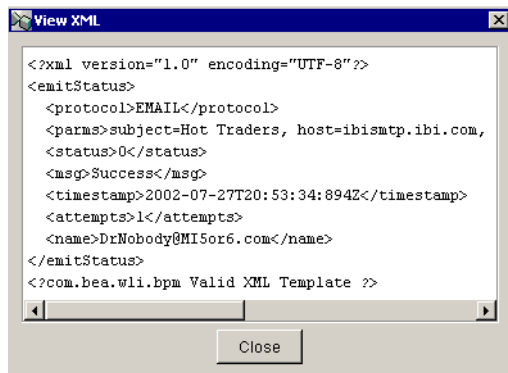 View XML
<?xml version="1.0" encoding="UTF-8"?>
<emitStatus>
<protocol>EMAIL</protocol>
<parms>subject=Hot Traders, host=ibismtp.ibi.com,
<status>0</status>
<msg>Success</msg>
<timestamp>2002-07-27T20:53:34:894Z</timestamp>
<attempts>1</attempts>
<name>DrNobody@MI5or6.com</name>
</emitStatus>
<?com.bea.wli.bpm Valid XML Template ?>
Close